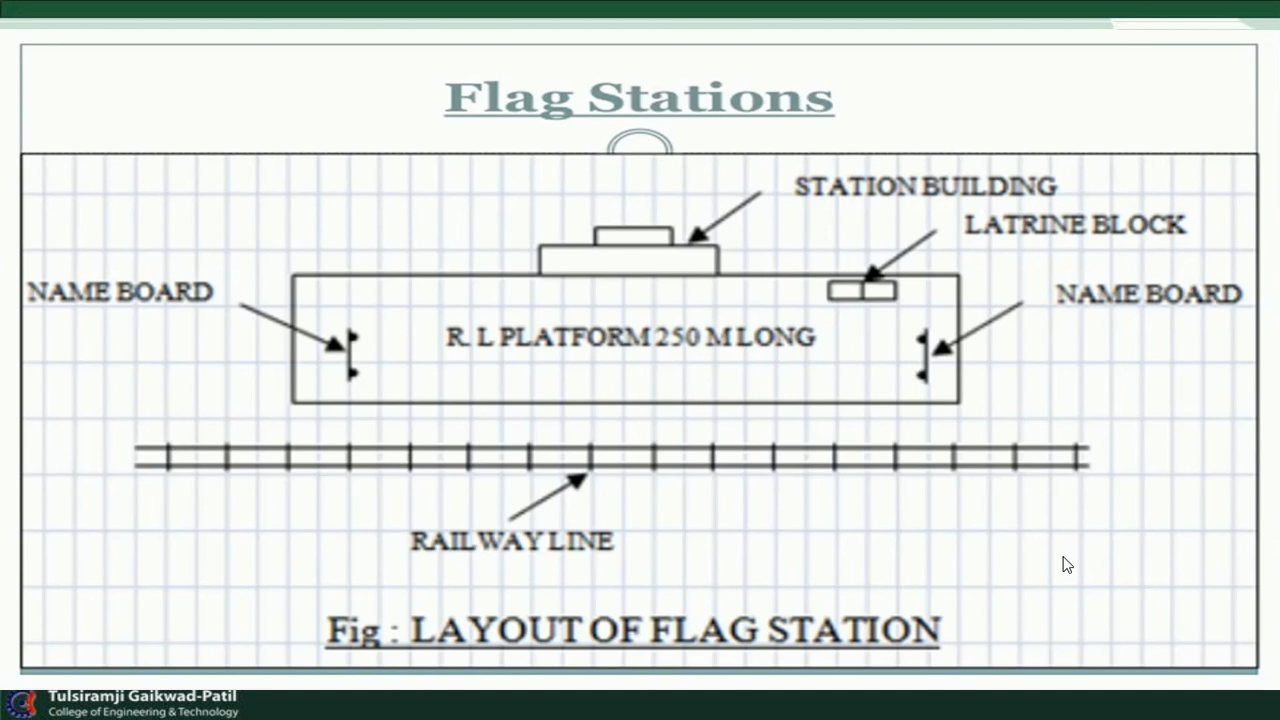 Flag Stations
STATION BUILDING
LATRINE BLOCK
NAME BOARD
NAME BOARD
R. L PLATFORM 250 M LONG
RAILWAY LINE
Fig : LAYOUT OF FLAG STATION
Tulsiramji Gaikwad-Patil
College of Engineering & Technology